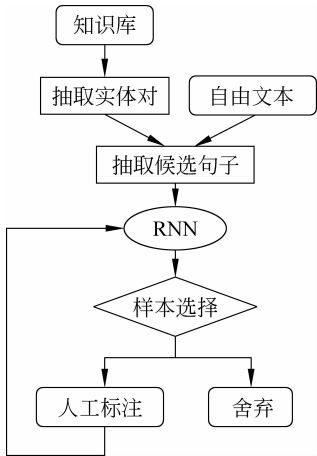 知识库
抽取实体对
自由文本
抽取候选句子
RNN
样本选择
人工标注
舍弃